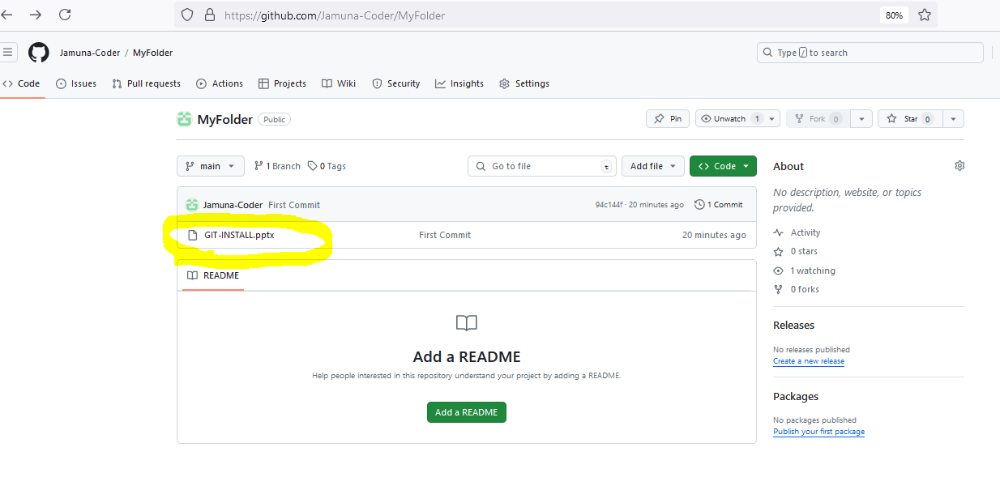 https://github.com/Jamuna-Coder/MyFolder 80%
Jamuna-Coder / MyFolder Type / to search
Code Issues Pull requests Actions Projects Wiki Security Insights Settings
MyFolder Public Pin Unwatch 1 Fork 0 Star 0
main 1 Branch 0 Tags Go to file t Add file Code
About
No description, website, or topics
provided.
Jamuna-Coder First Commit 94c144f · 20 minutes ago 1 Commit
GIT-INSTALL.pptx First Commit 20 minutes ago
README
Add a README
Help people interested in this repository understand your project by adding a README.
Add a README
Activity
0 stars
1 watching
0 forks
Releases
No releases published
Create a new release
Packages
No packages published
Publish your first package